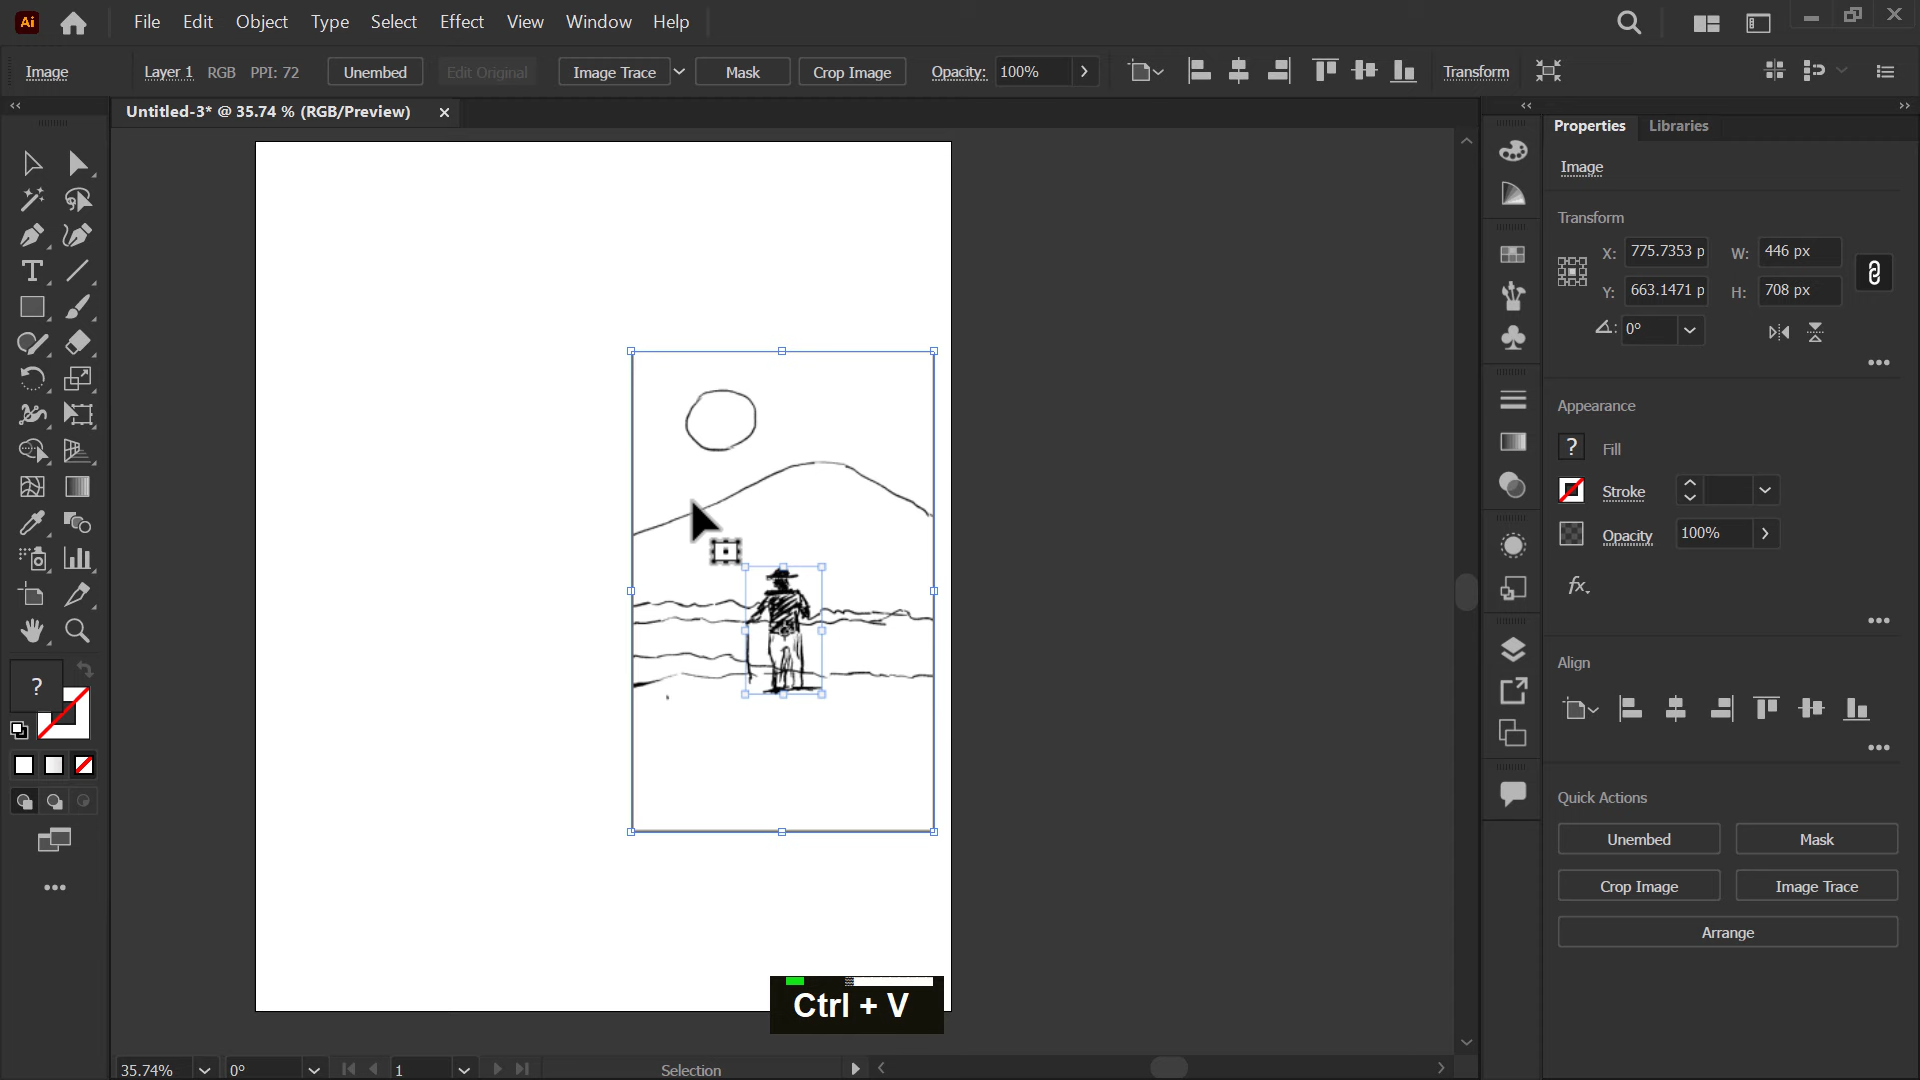 Ai File Edit Object Type Select Effect View Window Help
Image Layer 1 RGB PPI: 72 Unembed Edit Original Image Trace Mask Crop Image Opacity: 100% Transform
Untitled-3* @ 35.74 % (RGB/Preview)
Properties Libraries
Image
Transform
X: 775.7353 p W: 446 px
Y: 663.1471 p H: 708 px
0°
Appearance
? Fill
Stroke
Opacity 100%
fx.
Align
?
Quick Actions
Unembed Mask
Crop Image Image Trace
Arrange
Ctrl + V
35.74% 0° 1 Selection